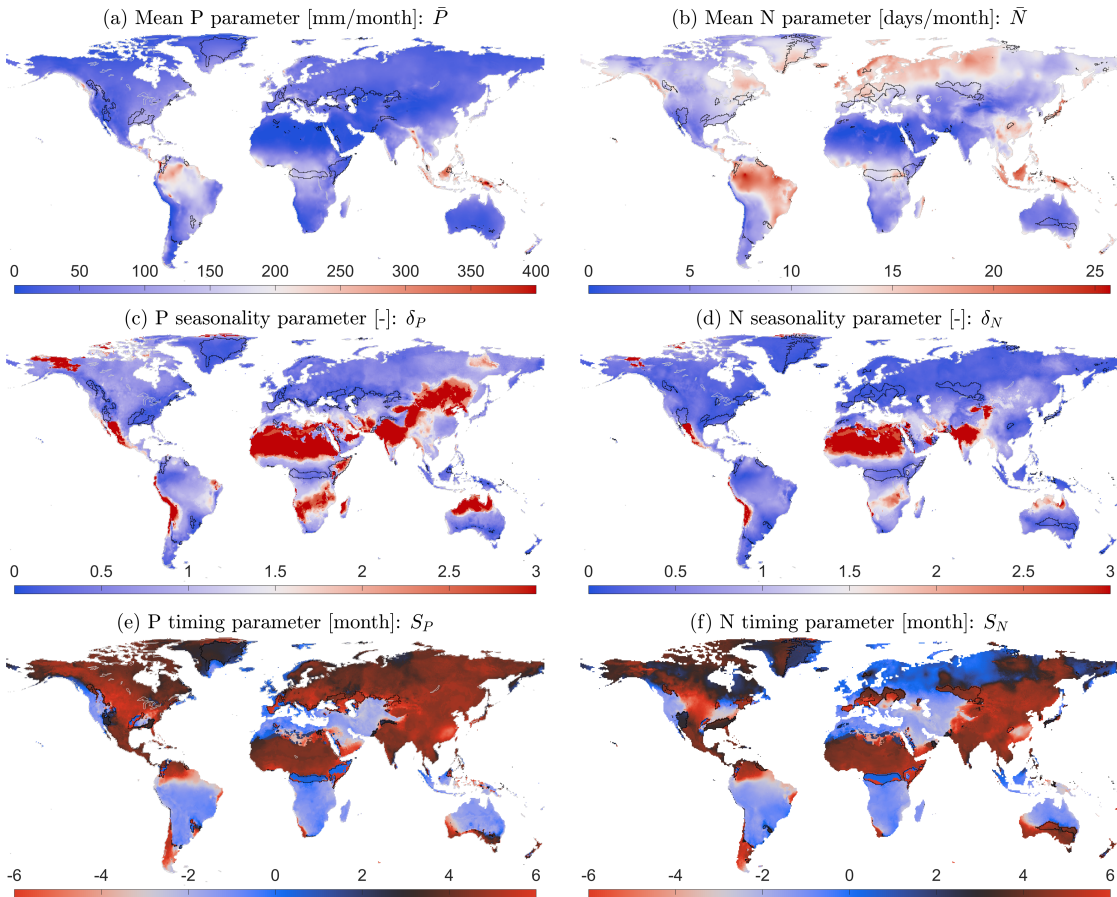 (a) Mean P parameter [mm/month]: P̄
(b) Mean N parameter [days/month]: N̄
0 50 100 150 200 250 300 350 400
0 5 10 15 20 25
(c) P seasonality parameter [-]: δ_P
(d) N seasonality parameter [-]: δ_N
0 0.5 1 1.5 2 2.5 3
0 0.5 1 1.5 2 2.5 3
(e) P timing parameter [month]: S_P
(f) N timing parameter [month]: S_N
-6 -4 -2 0 2 4 6
-6 -4 -2 0 2 4 6